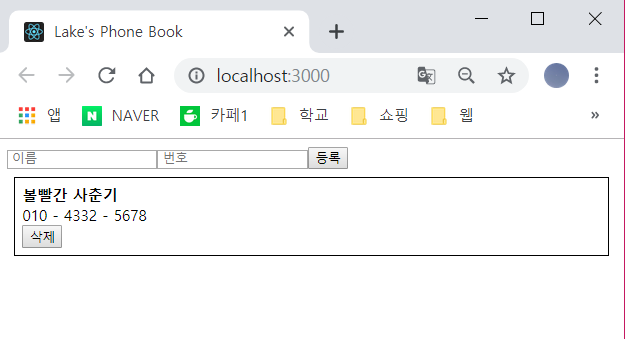 Lake's Phone Book
localhost:3000
앱 NAVER 카페1 학교 쇼핑 웹 »
이름 번호 등록
볼빨간 사춘기
010 - 4332 - 5678
삭제